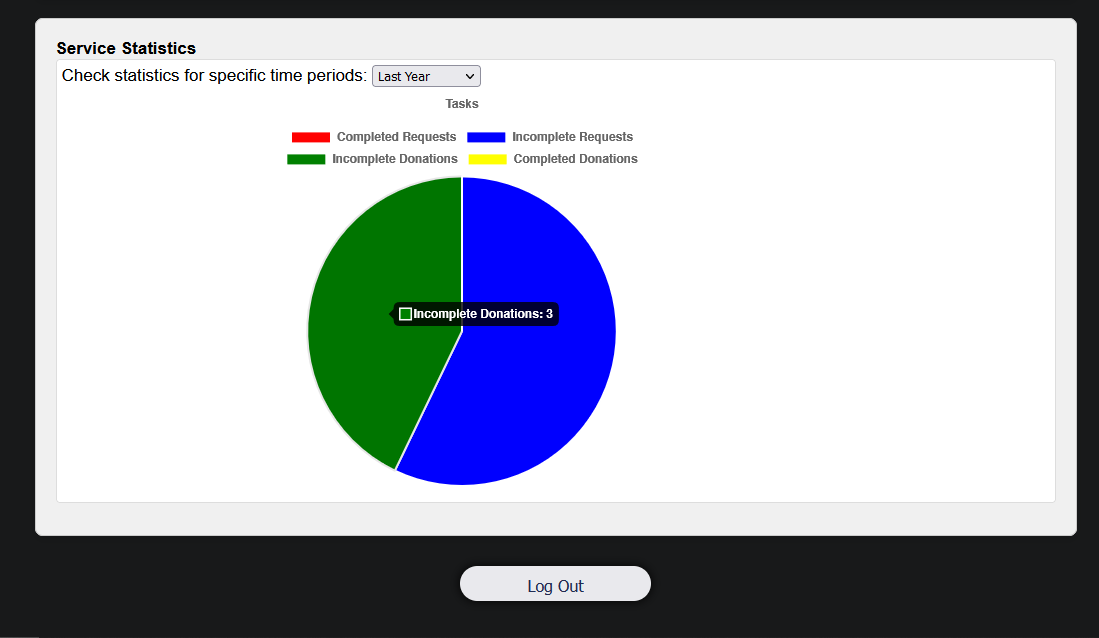 Service Statistics
Check statistics for specific time periods: Last Year
Tasks
Completed Requests Incomplete Requests
Incomplete Donations Completed Donations
Incomplete Donations: 3
Log Out